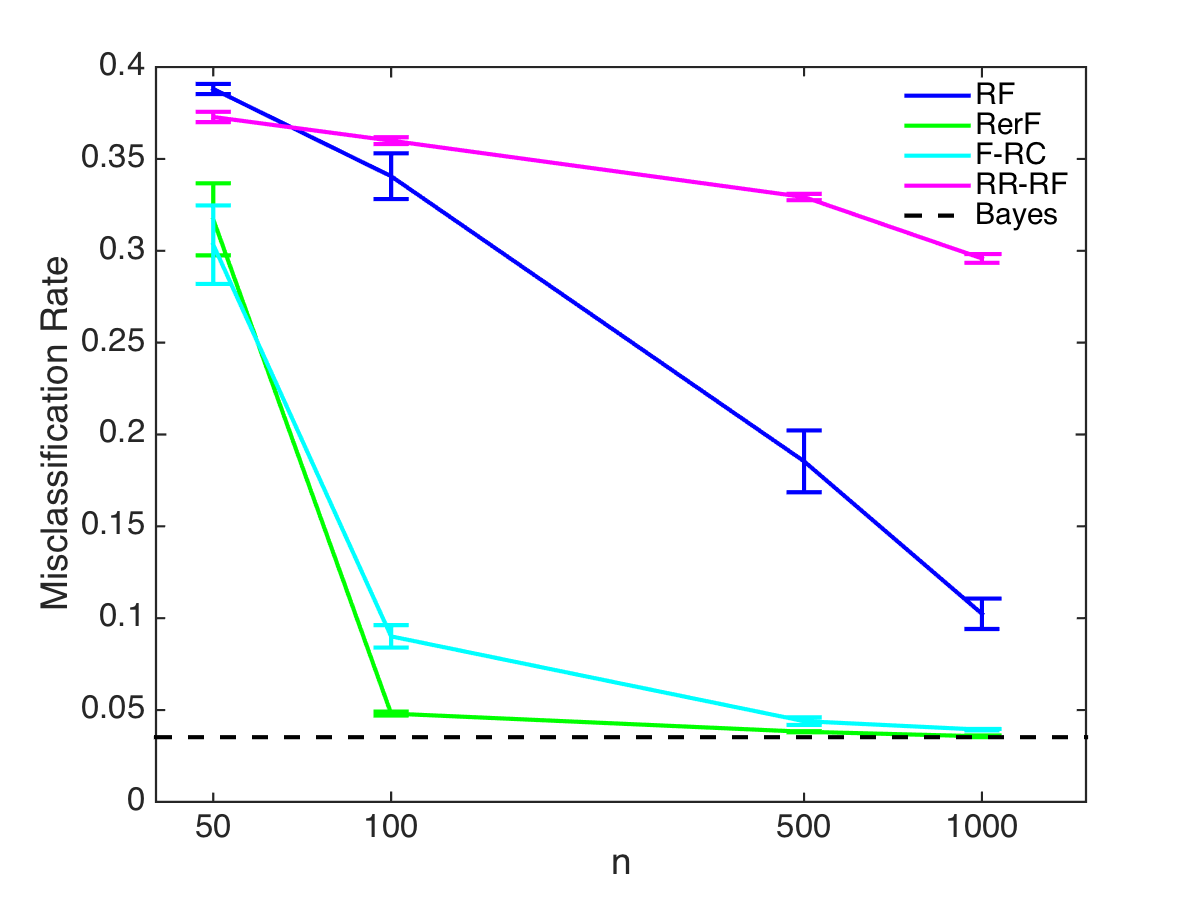 0.4
0.35
0.3
0.25
0.2
0.15
0.1
0.05
0
Misclassification Rate
RF
RerF
F-RC
RR-RF
Bayes
50 100 500 1000
n